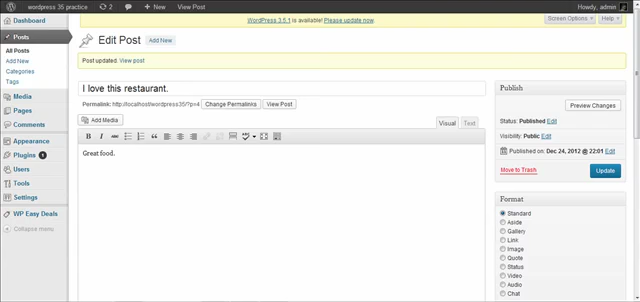 wordpress 35 practice 2 0 + New View Post Howdy, admin
WordPress 3.5.1 is available! Please update now.
Screen Options Help
Dashboard
Posts
All Posts
Add New
Categories
Tags
Media
Pages
Comments
Appearance
Plugins 1
Users
Tools
Settings
WP Easy Deals
Collapse menu
Edit Post Add New
Post updated. View post
I love this restaurant.
Permalink: http://localhost/wordpress35/?p=4 Change Permalinks View Post
Add Media
Visual Text
B I ABC
Great food.
Publish
Preview Changes
Status: Published Edit
Visibility: Public Edit
Published on: Dec 24, 2012 @ 22:01 Edit
Move to Trash Update
Format
Standard
Aside
Gallery
Link
Image
Quote
Status
Video
Audio
Chat